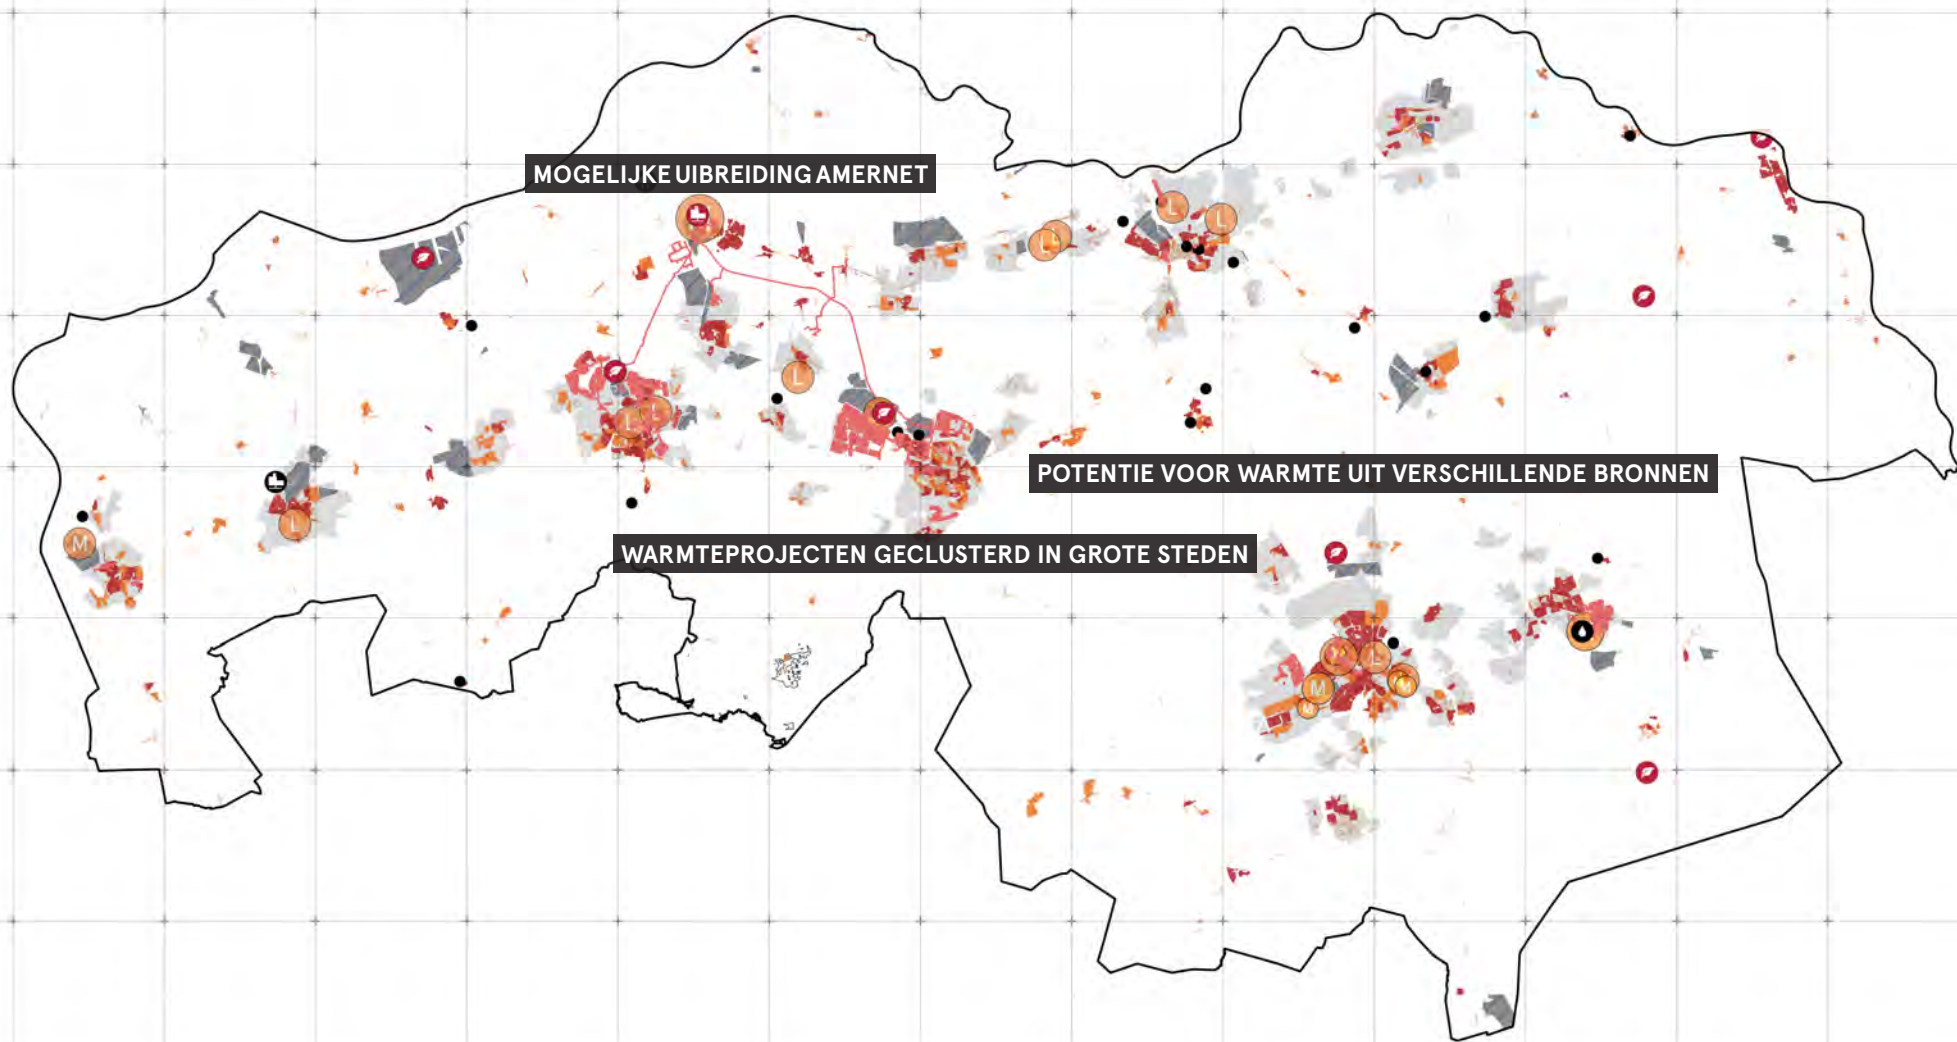 MOGELIJKE UIBREIDING AMERNET
L
L
L
L
L
L
POTENTIE VOOR WARMTE UIT VERSCHILLENDE BRONNEN
L
M
WARMTEPROJECTEN GECLUSTERD IN GROTE STEDEN
L
M
M
M